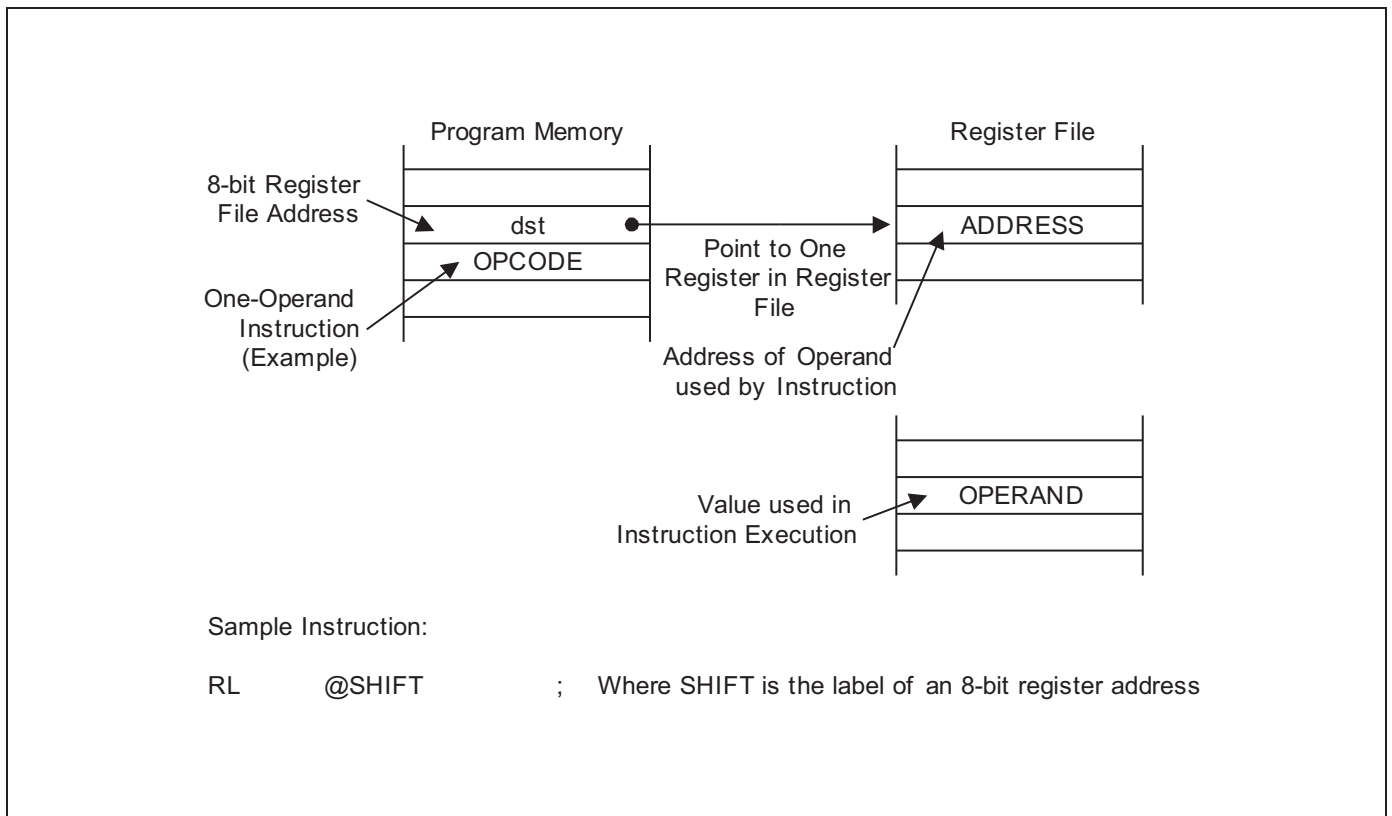 Program Memory
Register File
8-bit Register
File Address
dst
ADDRESS
OPCODE
Point to One
Register in Register
File
One-Operand
Instruction
(Example)
Address of Operand
used by Instruction
OPERAND
Value used in
Instruction Execution
Sample Instruction:
RL @SHIFT ; Where SHIFT is the label of an 8-bit register address